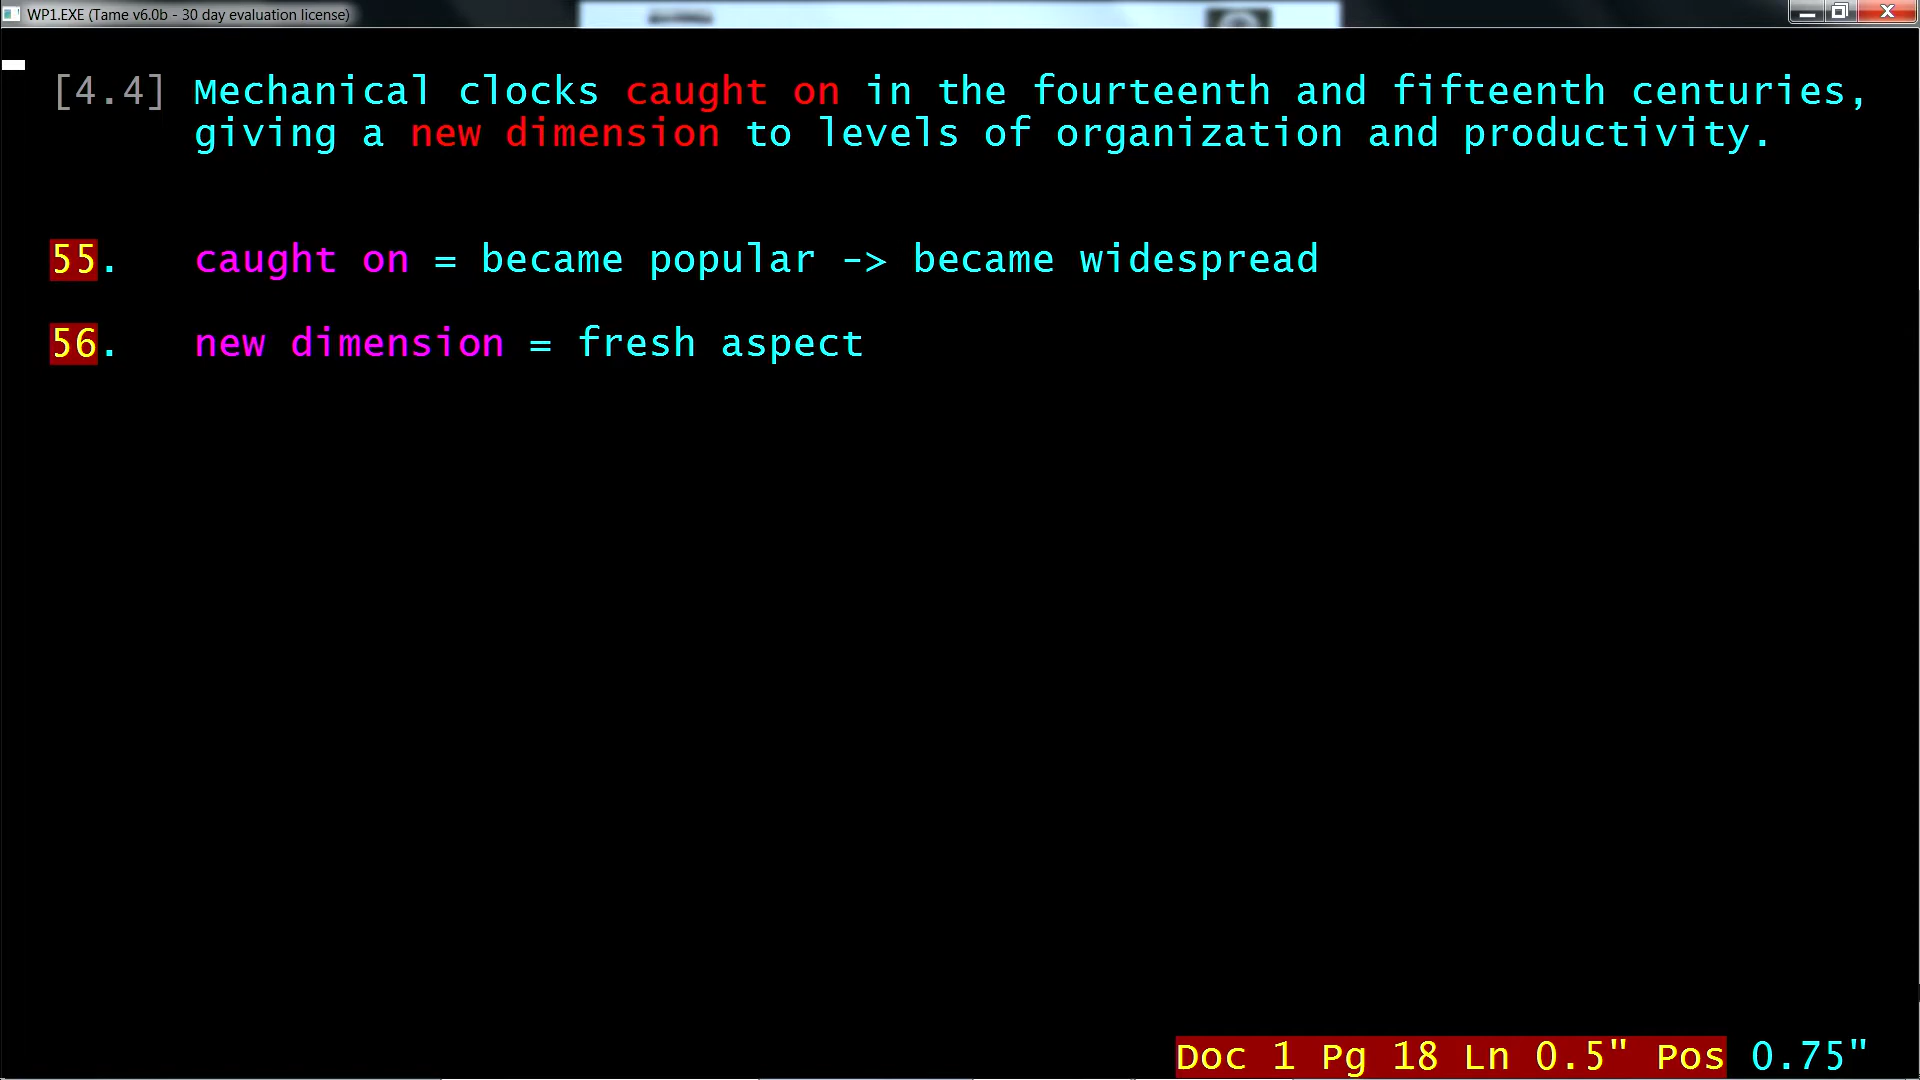 WP1.EXE (Tame v6.0b - 30 day evaluation license)
[4.4] Mechanical clocks caught on in the fourteenth and fifteenth centuries,
giving a new dimension to levels of organization and productivity.
55. caught on = became popular -> became widespread
56. new dimension = fresh aspect
Doc 1 Pg 18 Ln 0.5" Pos 0.75"